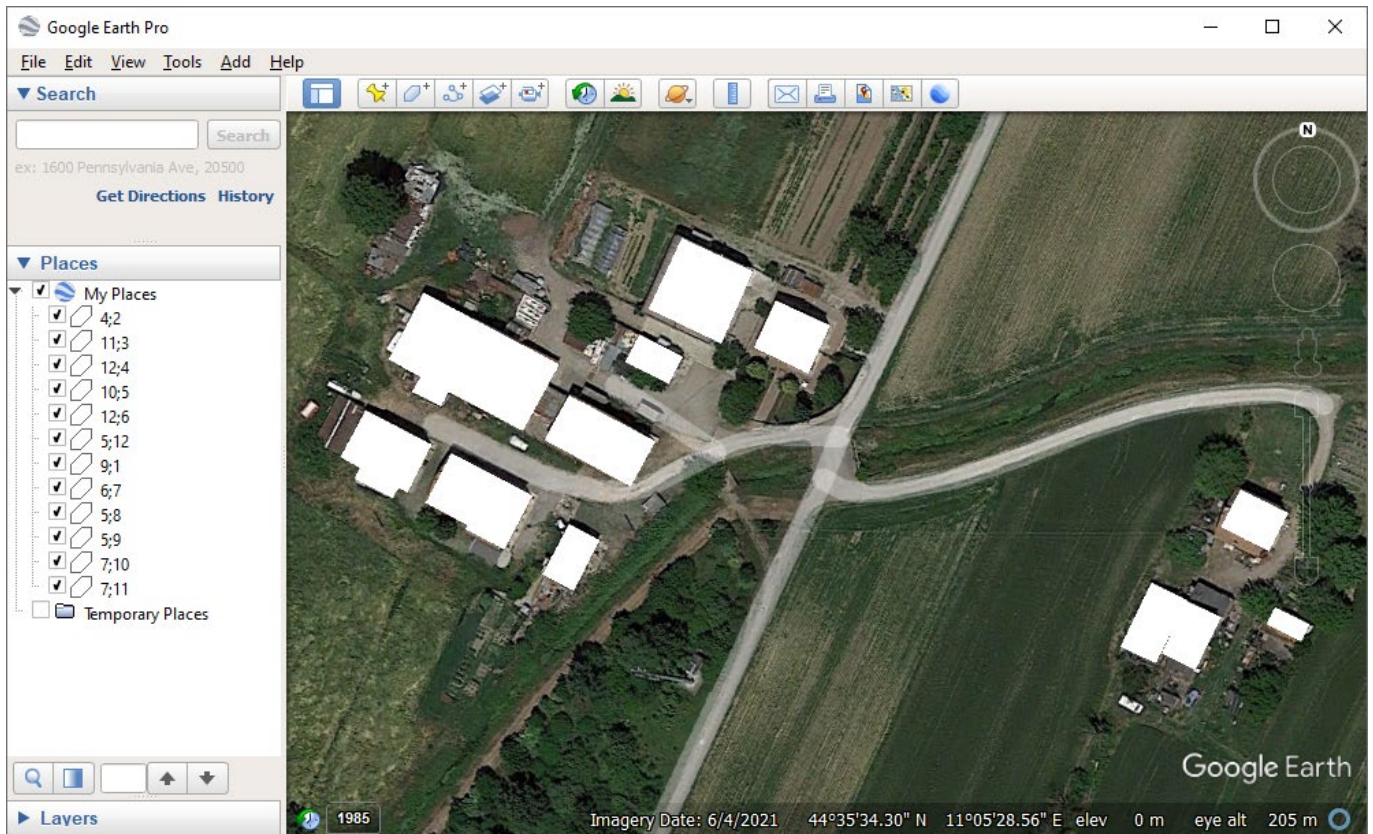 Google Earth Pro
File Edit View Tools Add Help
Search
Search
ex: 1600 Pennsylvania Ave, 20500
Get Directions History
Places
My Places
4;2
11;3
12;4
10;5
12;6
5;12
9;1
6;7
5;8
5;9
7;10
7;11
Temporary Places
Layers
N
Google Earth
1985
Imagery Date: 6/4/2021 44°35'34.30" N 11°05'28.56" E elev 0 m eye alt 205 m